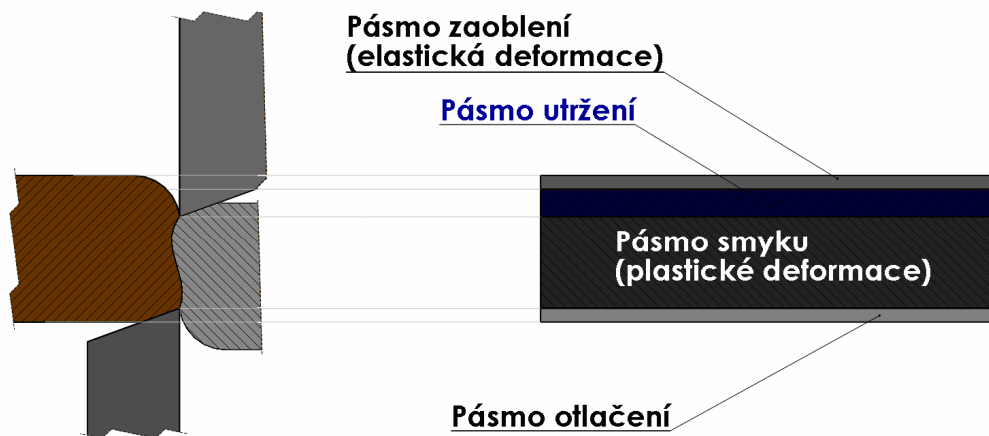 Pásmo zaoblení
(elastická deformace)
Pásmo utržení
Pásmo smyku
(plastické deformace)
Pásmo otlačení